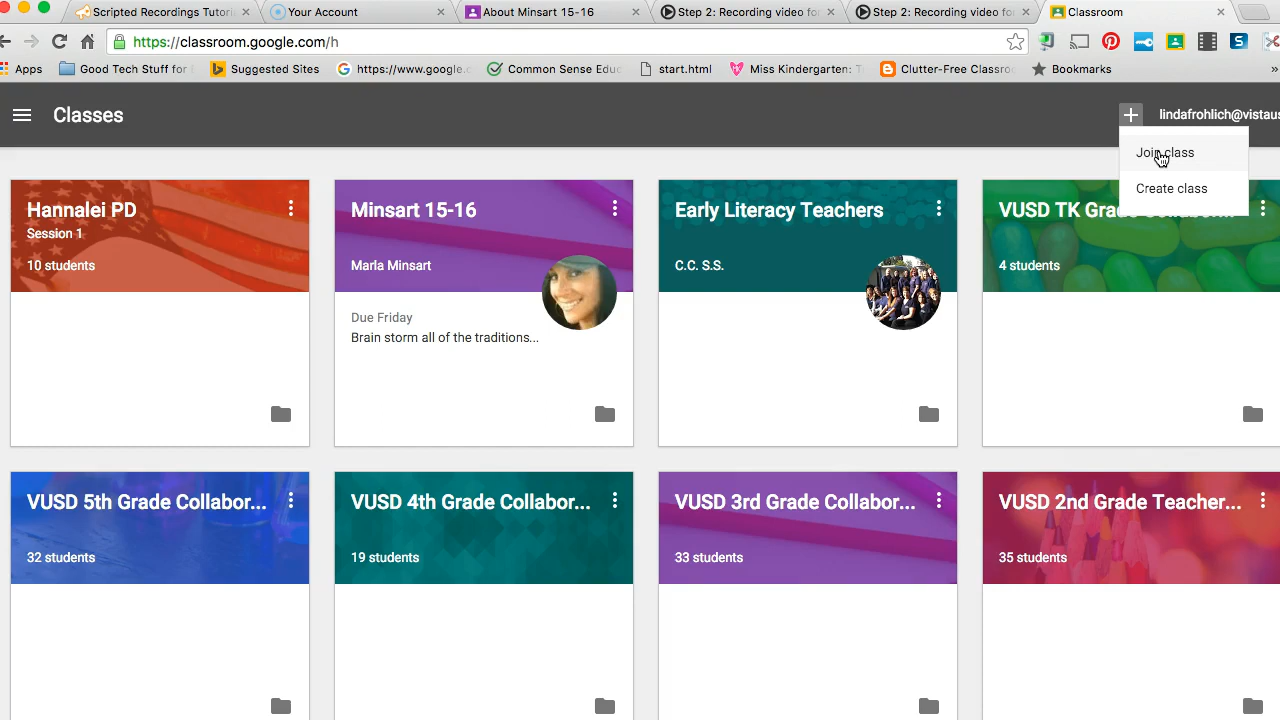 Scripted Recordings Tutori
Your Account
About Minsart 15-16
Step 2: Recording video for
Step 2: Recording video fo
Classroom
https://classroom.google.com/h
Apps
Good Tech Stuff for
Suggested Sites
https://www.google.c
Common Sense Educ
start.html
Miss Kindergarten: T
Clutter-Free Classro
Bookmarks
Classes
lindafrohlich@vistaus
Join class
Create class
Hannalei PD
Session 1
10 students
Minsart 15-16
Marla Minsart
Due Friday
Brain storm all of the traditions...
Early Literacy Teachers
C.C. S.S.
VUSD TK Grade
4 students
VUSD 5th Grade Collabor...
32 students
VUSD 4th Grade Collabor...
19 students
VUSD 3rd Grade Collabor...
33 students
VUSD 2nd Grade Teacher...
35 students